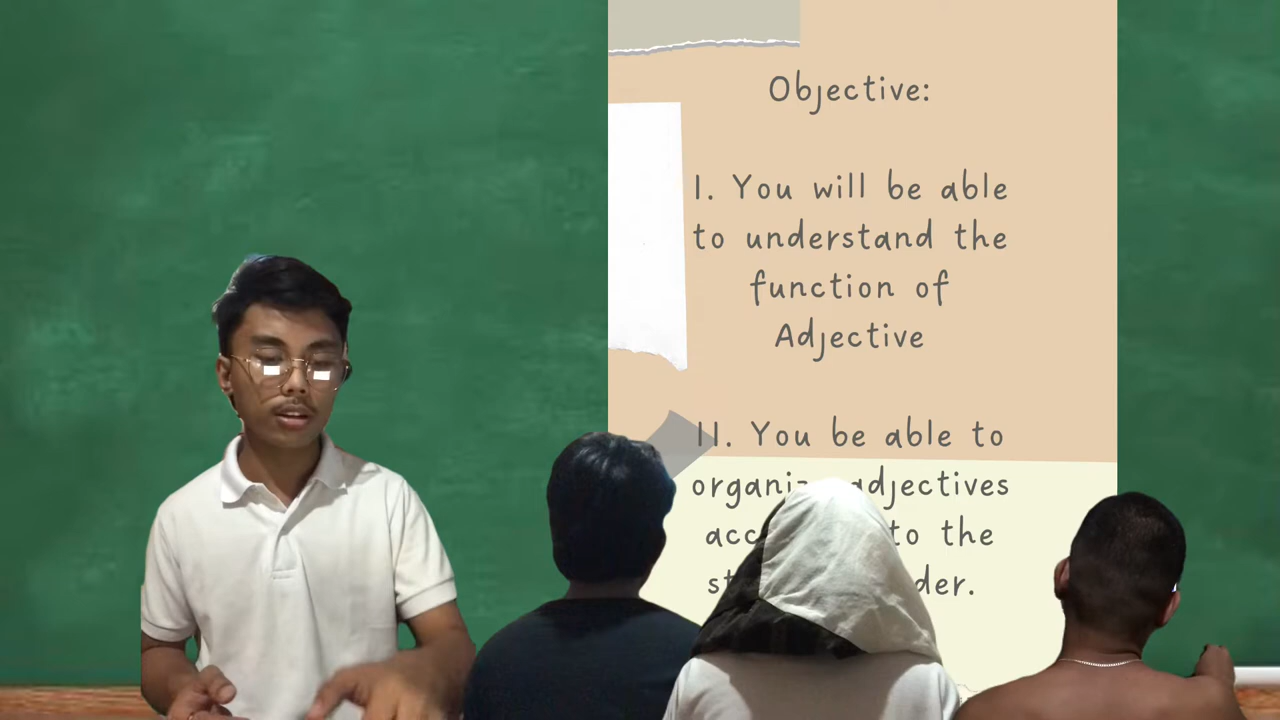 Objective:
I. You will be able
to understand the
function of
Adjective
II. You be able to
adjectives
to the